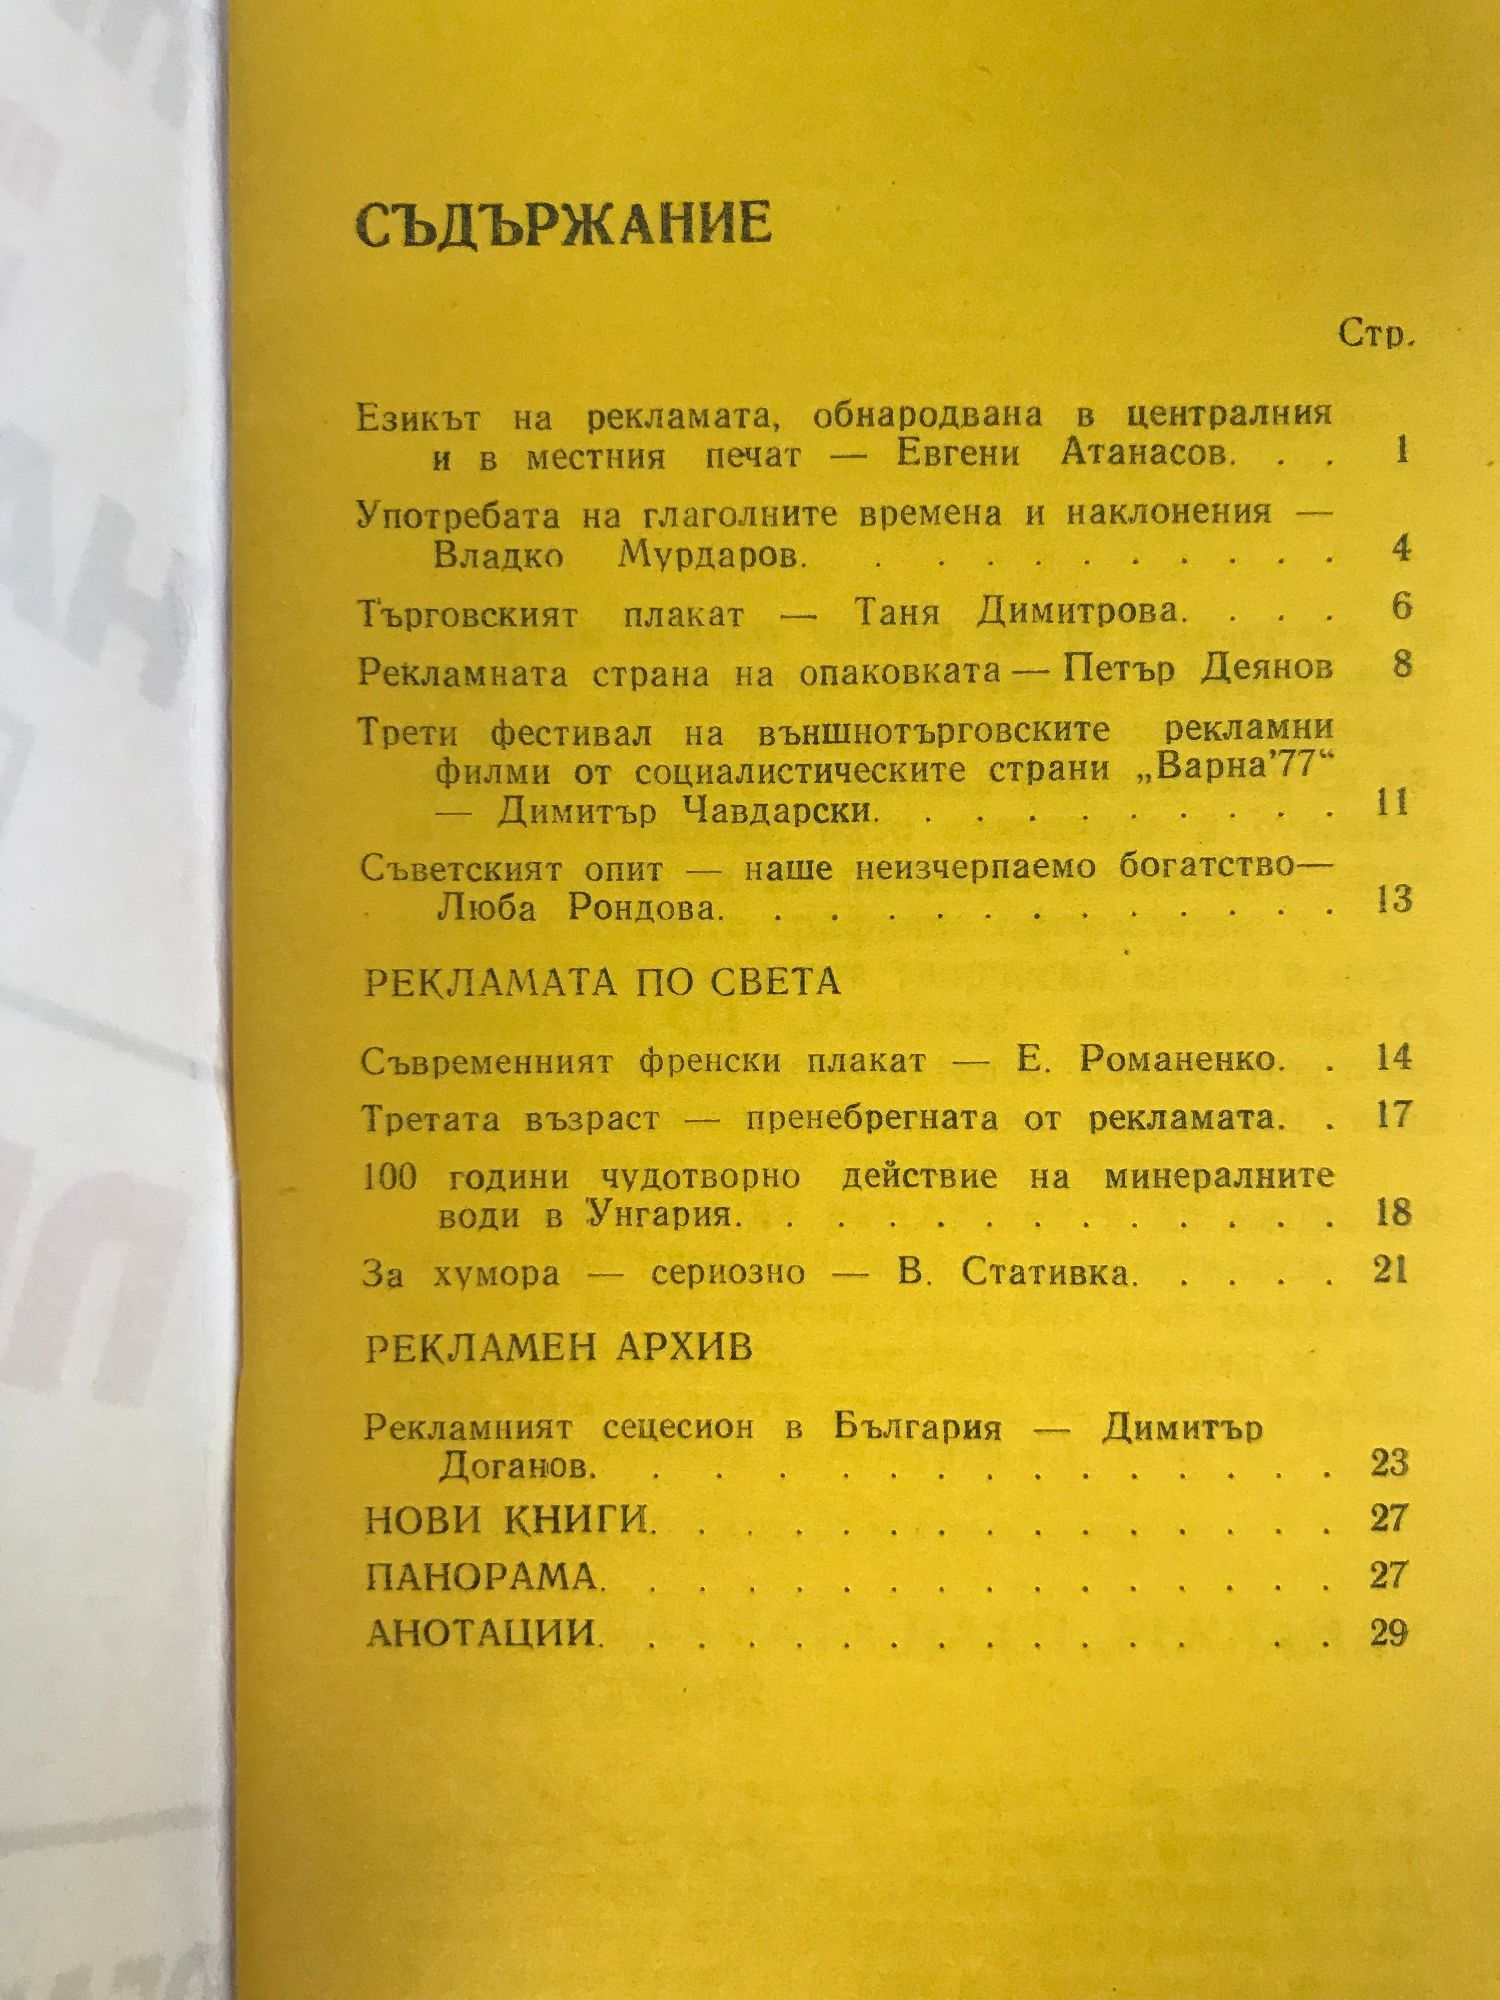 СЪДЪРЖАНИЕ
Стр.
Езикът на рекламата, обнародвана в централния
и в местния печат — Евгени Атанасов. . . 1
Употребата на глаголните времена и наклонения —
Владко Мурдаров. . . . . . . . . . . 4
Търговският плакат — Таня Димитрова. . . . 6
Рекламната страна на опаковката — Петър Деянов 8
Трети фестивал на външнотърговските рекламни
филми от социалистическите страни „Варна’77“
— Димитър Чавдарски. . . . . . . . . . 11
Съветският опит — наше неизчерпаемо богатство—
Люба Рондова. . . . . . . . . . . . . 13
РЕКЛАМАТА ПО СВЕТА
Съвременният френски плакат — Е. Романенко. . 14
Третата възраст — пренебрегната от рекламата. . 17
100 години чудотворно действие на минералните
води в Унгария. . . . . . . . . . . . 18
За хумора — сериозно — В. Стативка. . . . . 21
РЕКЛАМЕН АРХИВ
Рекламният сецесион в България — Димитър
Доганов. . . . . . . . . . . . . . . 23
НОВИ КНИГИ. . . . . . . . . . . . . . 27
ПАНОРАМА. . . . . . . . . . . . . . . 27
АНОТАЦИИ. . . . . . . . . . . . . . 29